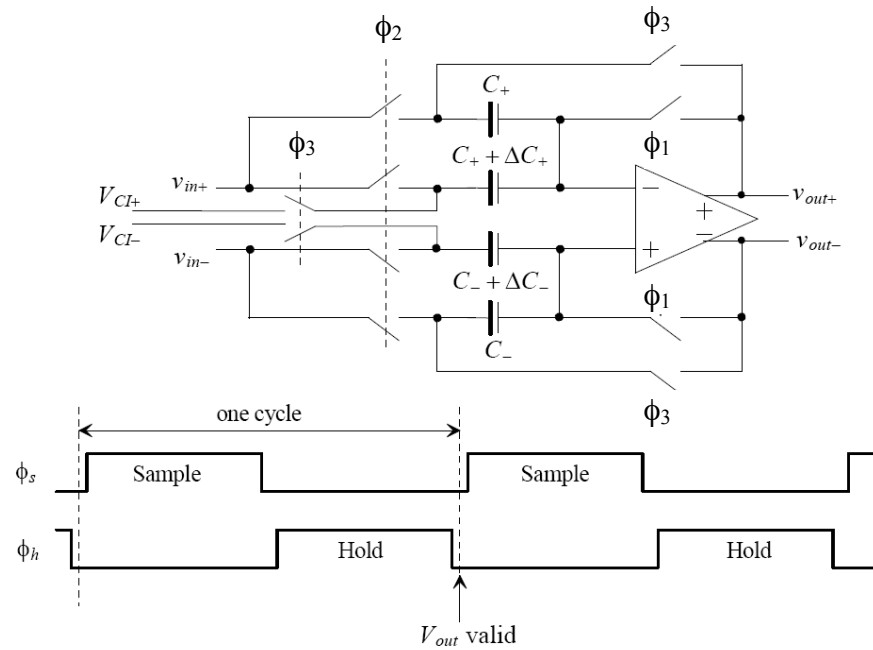 ϕ3
ϕ2
C+
ϕ3
ϕ1
C+ + ΔC+
VCI+
vin+
− + −
vout+
VCI−
vin−
+
vout−
C− + ΔC−
ϕ1
C−
ϕ3
one cycle
ϕs Sample Sample
ϕh Hold Hold
Vout valid